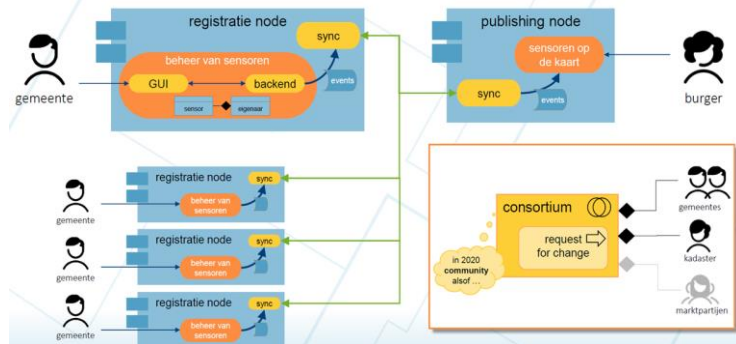 registratie node
sync
beheer van sensoren
GUI
backend
events
sensor
eigenaar
gemeente
publishing node
sensoren op
de kaart
sync
events
burger
registratie node
sync
beheer van
sensoren
gemeente
registratie node
sync
beheer van
sensoren
gemeente
registratie node
sync
beheer van
sensoren
gemeente
consortium
request
for change
in 2020
community
alsof ...
gemeentes
kadaster
marktpartijen